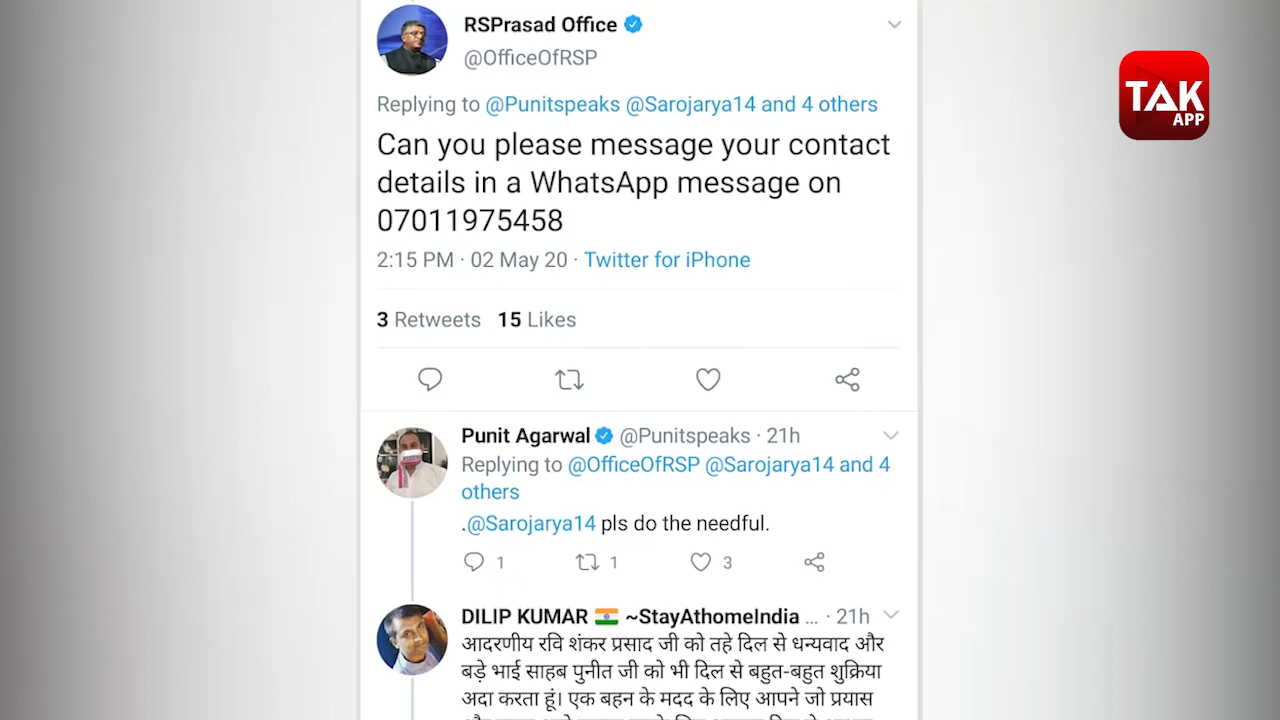 RSPrasad Office
@OfficeOfRSP
TAK
APP
Replying to @Punitspeaks @Sarojarya14 and 4 others
Can you please message your contact
details in a WhatsApp message on
07011975458
2:15 PM · 02 May 20 · Twitter for iPhone
3 Retweets 15 Likes
Punit Agarwal @Punitspeaks · 21h
Replying to @OfficeOfRSP @Sarojarya14 and 4
others
.@Sarojarya14 pls do the needful.
1 1 3
DILIP KUMAR 🇮🇳 ~StayAthomeIndia ... · 21h
आदरणीय रवि शंकर प्रसाद जी को तहे दिल से धन्यवाद और
बड़े भाई साहब पुनीत जी को भी दिल से बहुत-बहुत शुक्रिया
अदा करता हूं। एक बहन के मदद के लिए आपने जो प्रयास